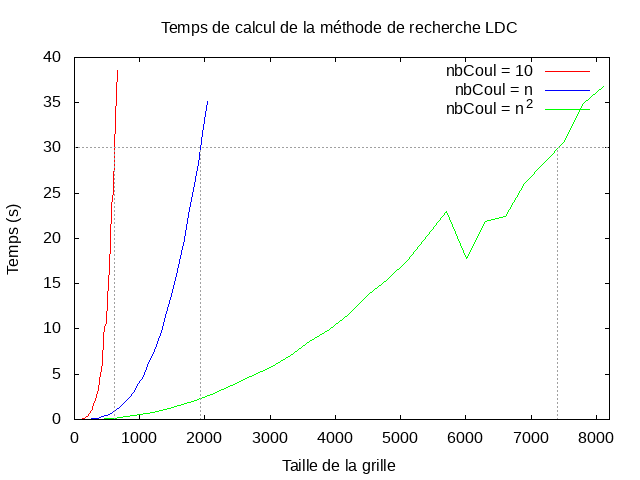 Temps de calcul de la méthode de recherche LDC
nbCoul = 10
nbCoul = n
nbCoul = n²
40
35
30
25
20
15
10
5
0
Temps (s)
0 1000 2000 3000 4000 5000 6000 7000 8000
Taille de la grille